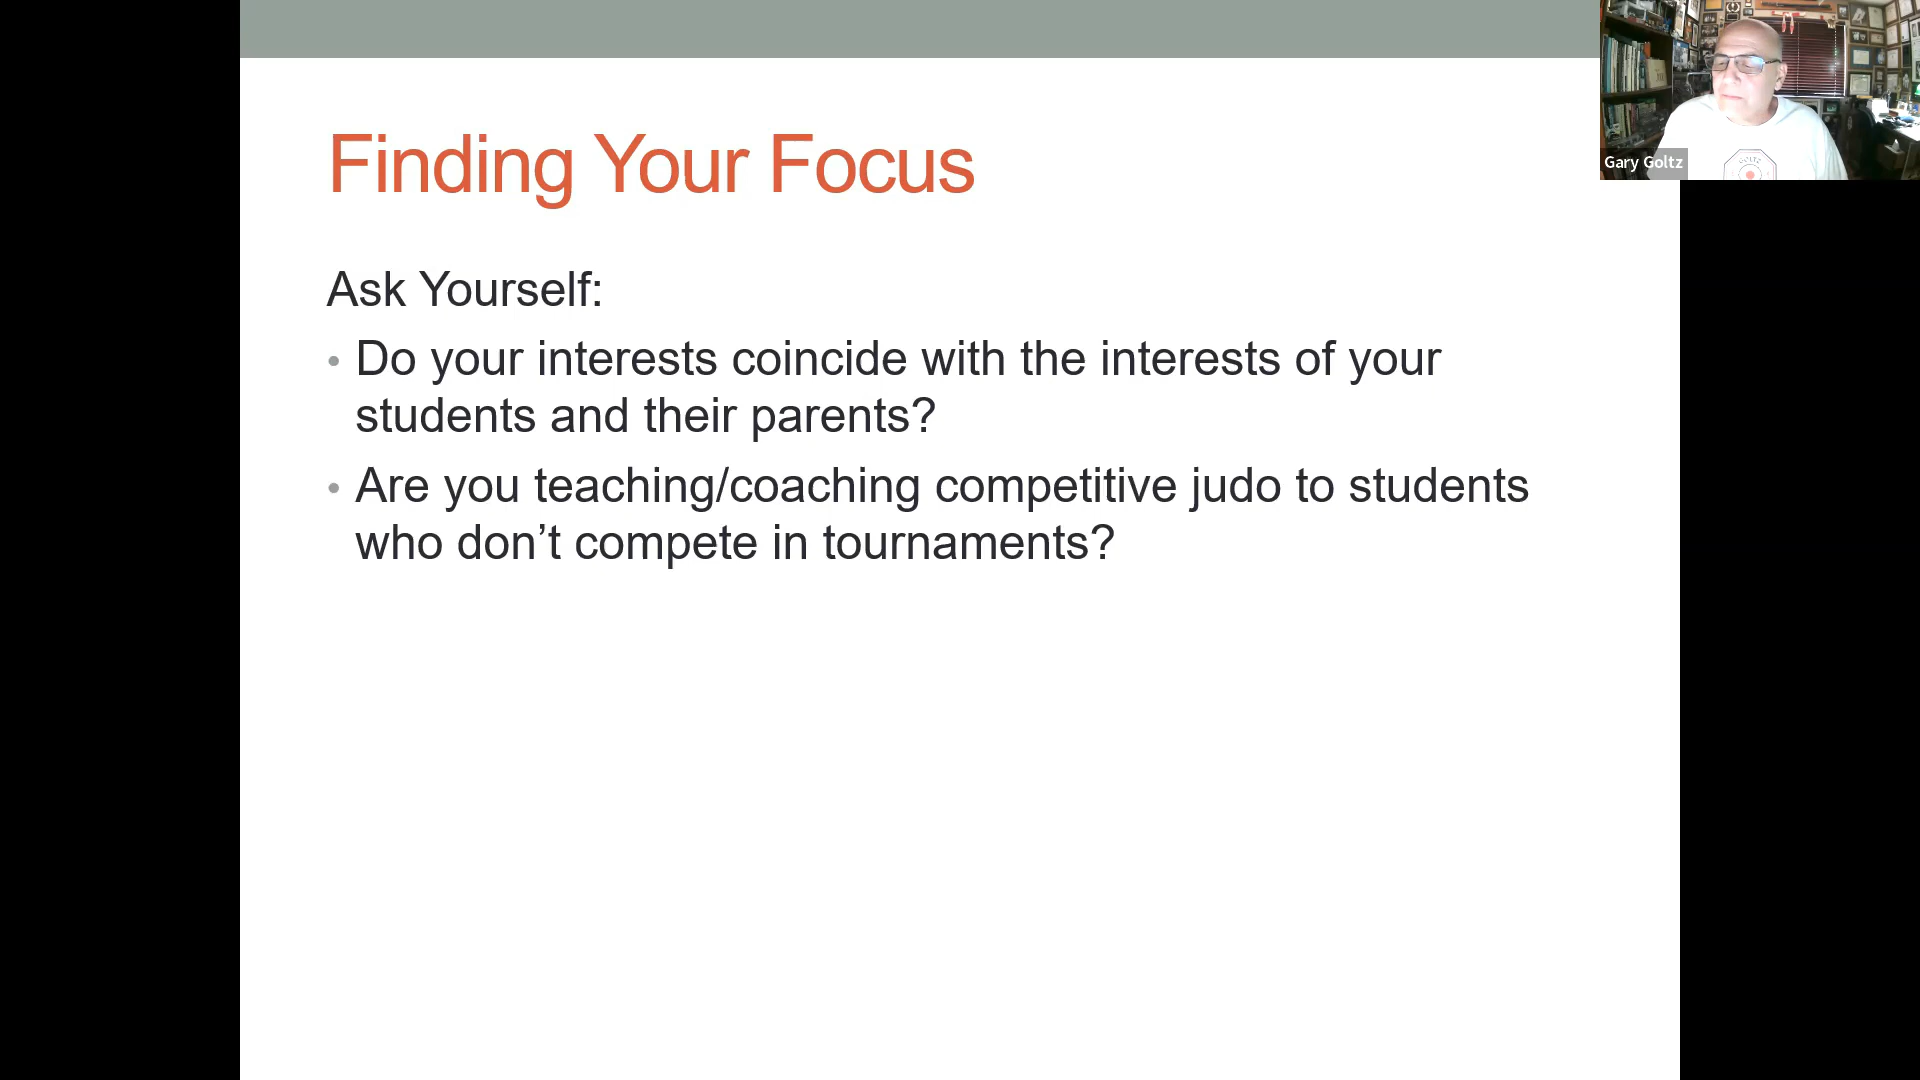 Finding Your Focus
Ask Yourself:
• Do your interests coincide with the interests of your
students and their parents?
• Are you teaching/coaching competitive judo to students
who don’t compete in tournaments?
Gary Goltz
GOLTZ